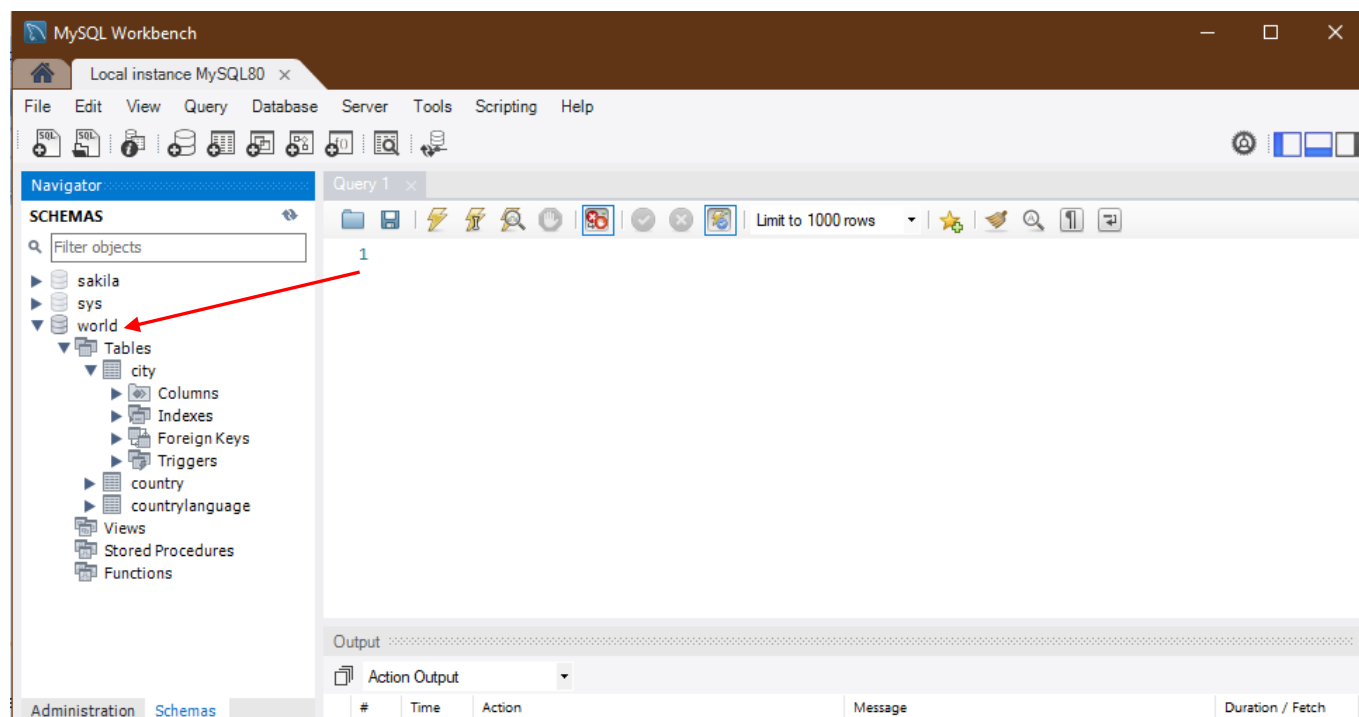 MySQL Workbench
Local instance MySQL80
File Edit View Query Database Server Tools Scripting Help
Navigator
Query 1
SCHEMAS
Limit to 1000 rows
Filter objects
1
sakila
sys
world
Tables
city
Columns
Indexes
Foreign Keys
Triggers
country
countrylanguage
Views
Stored Procedures
Functions
Output
Action Output
Administration Schemas
# Time Action Message Duration / Fetch